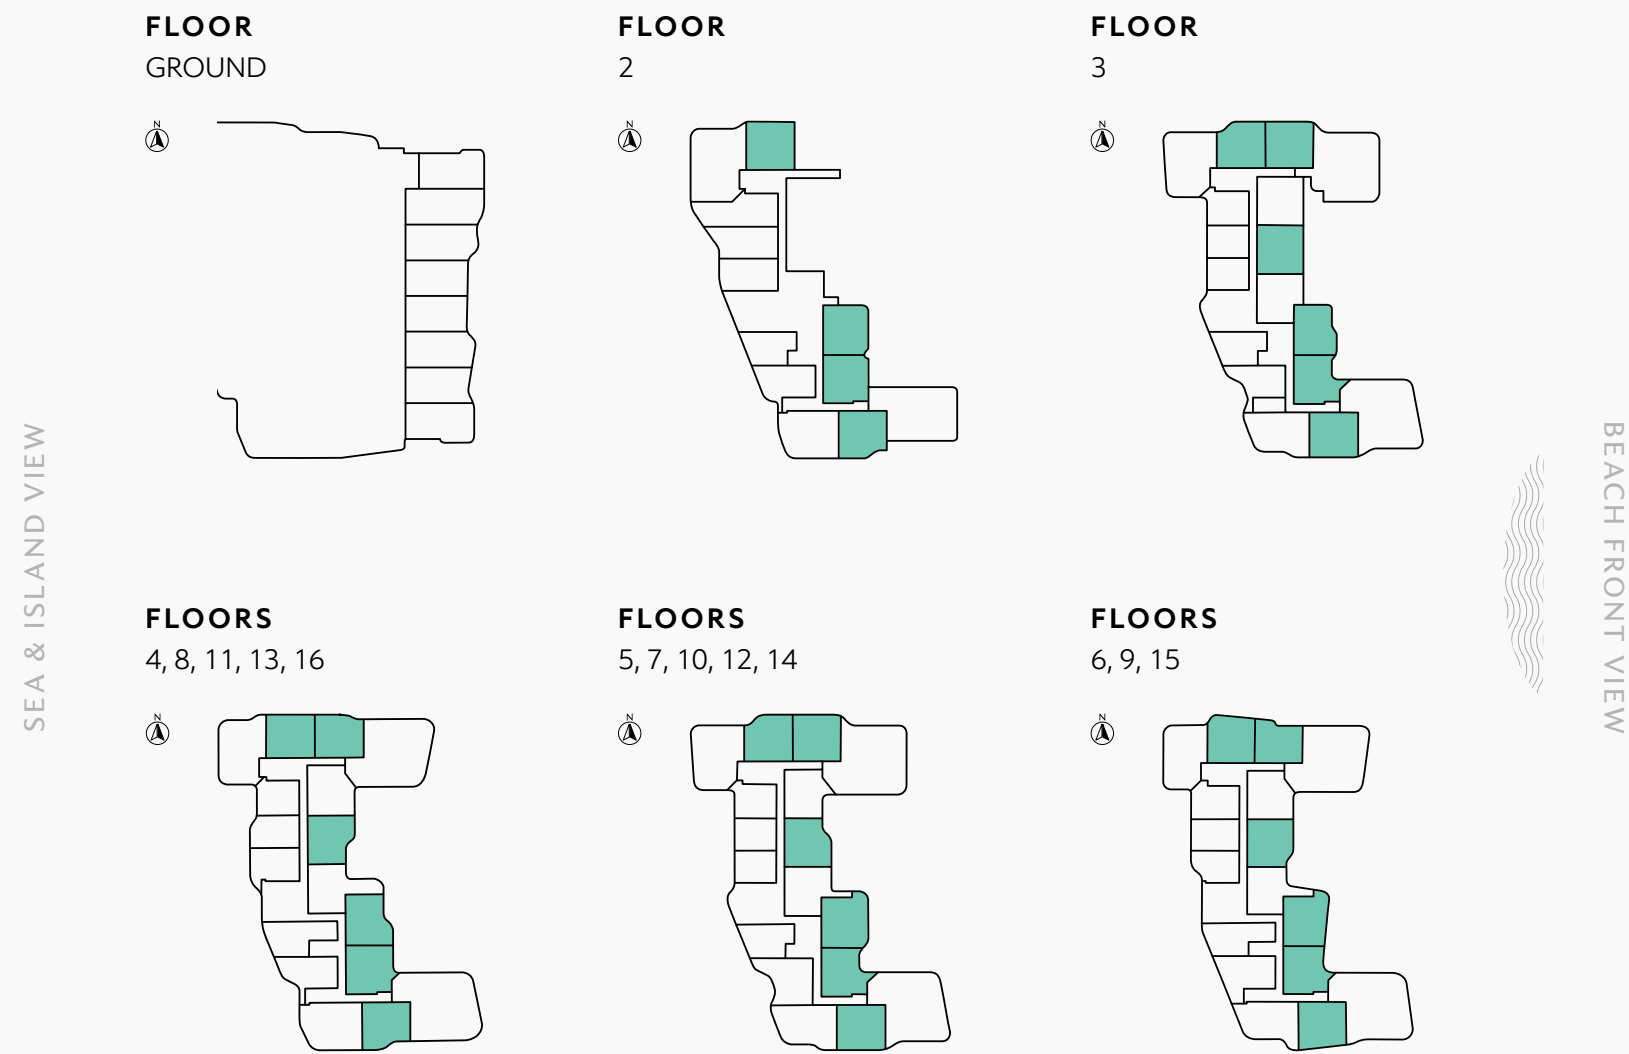 FLOOR
GROUND
N
FLOOR
2
N
FLOOR
3
N
SEA & ISLAND VIEW
BEACH FRONT VIEW
FLOORS
4, 8, 11, 13, 16
N
FLOORS
5, 7, 10, 12, 14
N
FLOORS
6, 9, 15
N